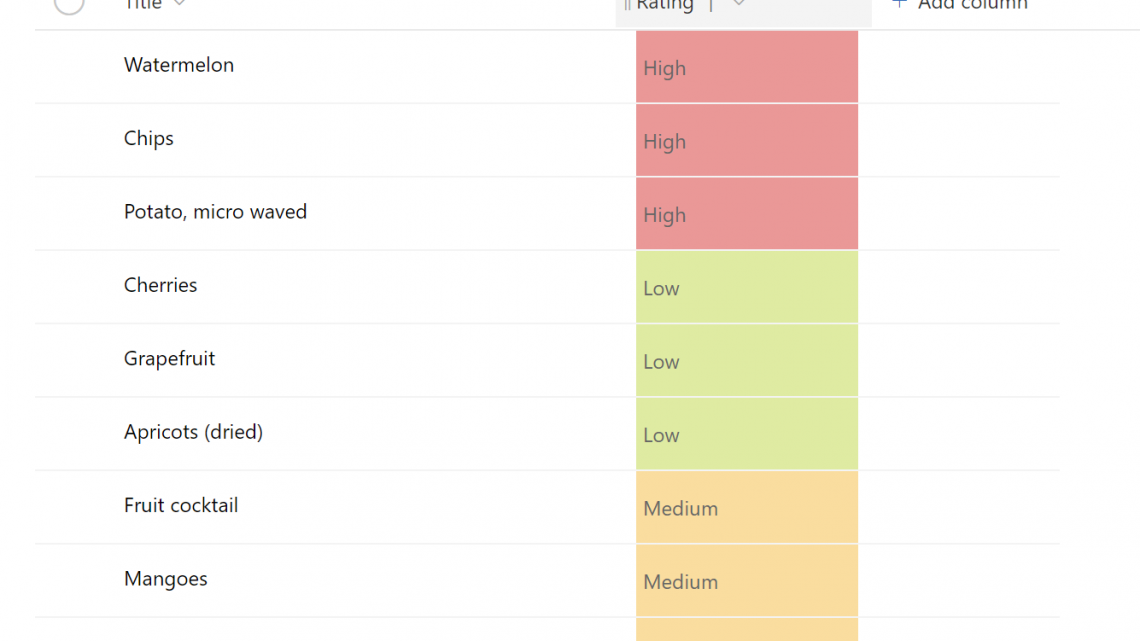 Title
Rating
+ Add column
Watermelon
High
Chips
High
Potato, micro waved
High
Cherries
Low
Grapefruit
Low
Apricots (dried)
Low
Fruit cocktail
Medium
Mangoes
Medium